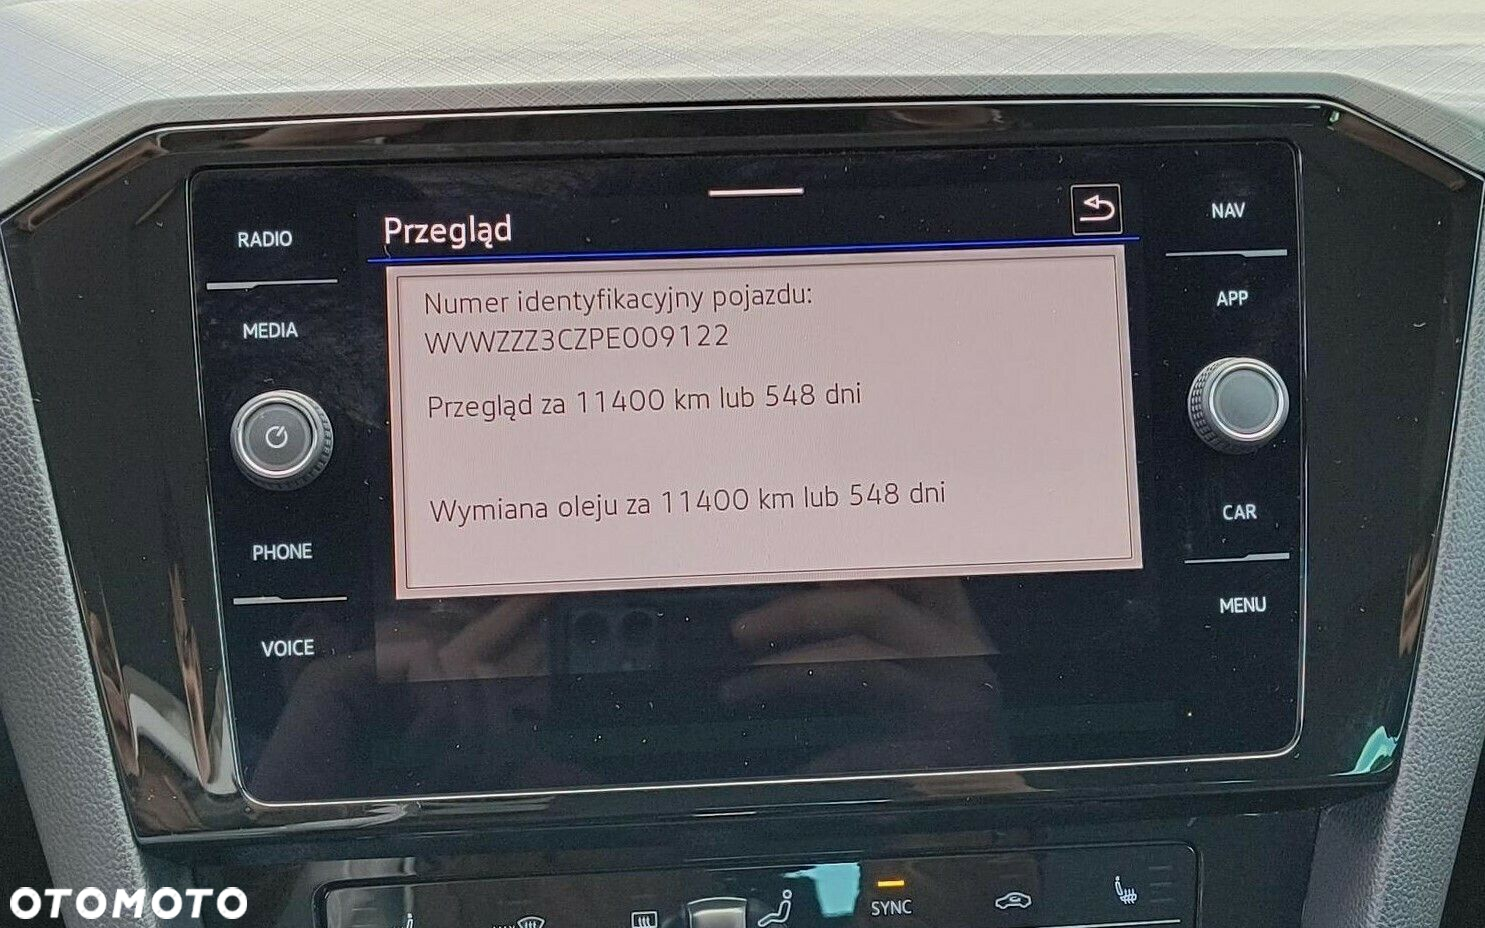 RADIO
MEDIA
PHONE
VOICE
Przegląd
Numer identyfikacyjny pojazdu:
WVWZZZ3CZPE009122
Przegląd za 11400 km lub 548 dni
Wymiana oleju za 11400 km lub 548 dni
NAV
APP
CAR
MENU
SYNC
OTOMOTO